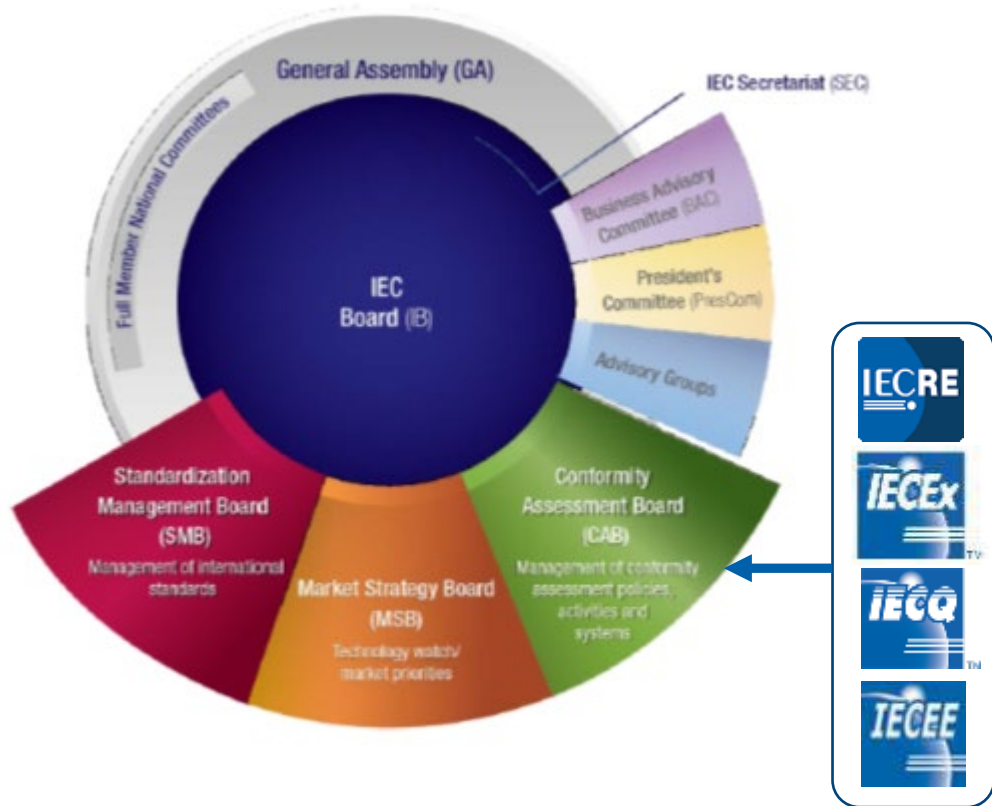 General Assembly (GA)
Full Member National Committees
IEC Secretariat (SEC)
Business Advisory
Committee (BAC)
President's
Committee (PresCom)
Advisory Groups
IEC
Board (IB)
Standardization
Management Board
(SMB)
Management of international
standards
Market Strategy Board
(MSB)
Technology watch/
market priorities
Conformity
Assessment Board
(CAB)
Management of conformity
assessment policies,
activities and
systems
IECRE
IECEx
TM
IECQ
TM
IECEE